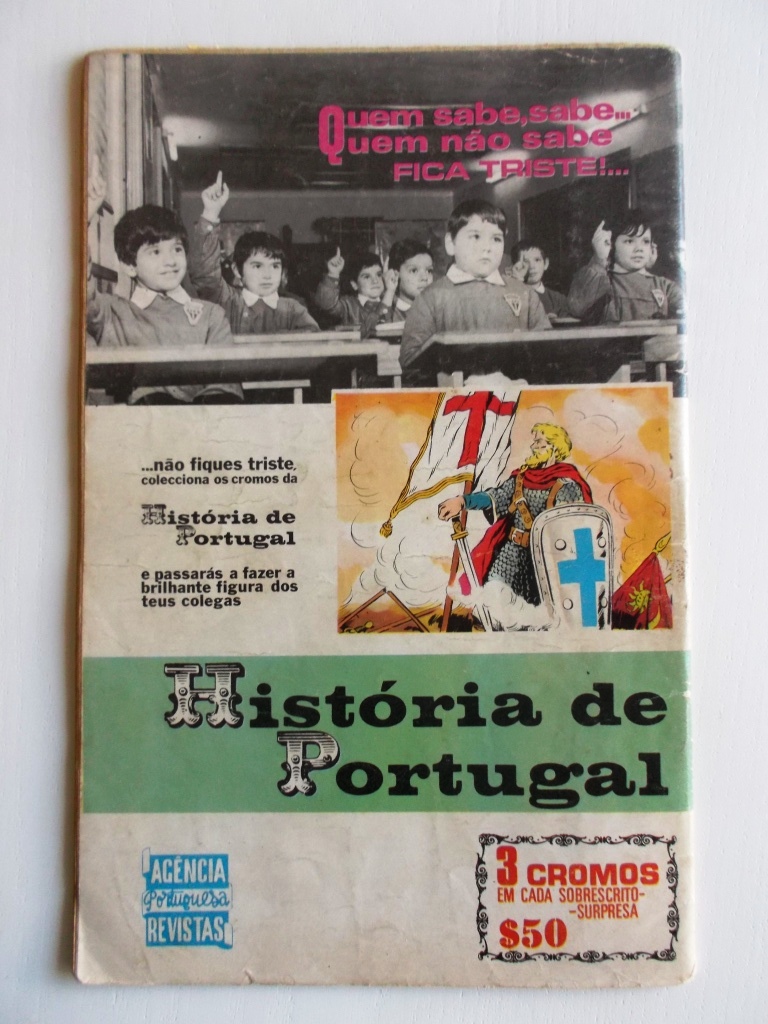 Quem sabe, sabe...
Quem não sabe
FICA TRISTE!...
...não fiques triste,
colecciona os cromos da
História de
Portugal
e passarás a fazer a
brilhante figura dos
teus colegas
História de
Portugal
AGÊNCIA
Portuguesa
REVISTAS
3 CROMOS
EM CADA SOBRESCRITO-
-SURPRESA
$50